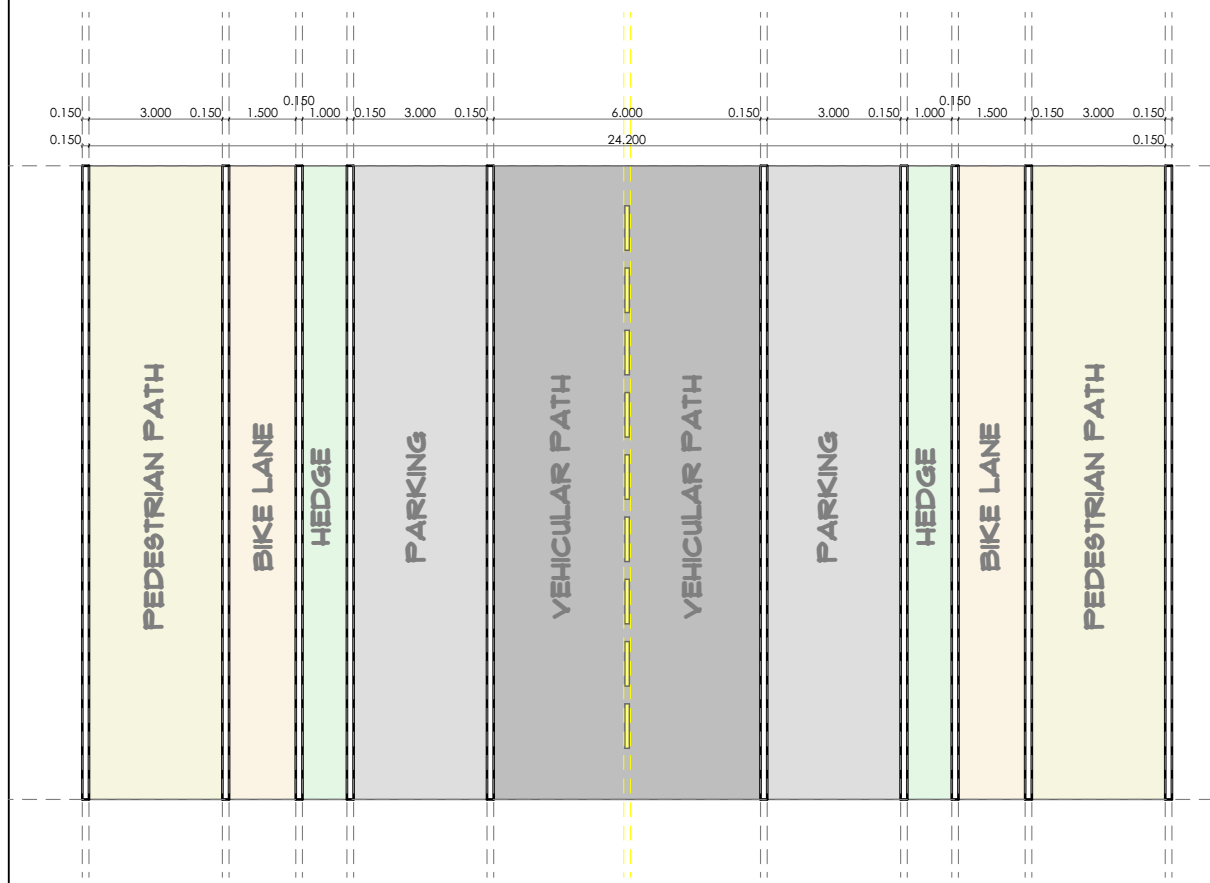 0.150
0.150
0.150 3.000 0.150 1.500 1.000 0.150 3.000 0.150 6.000 0.150 3.000 0.150 1.000 1.500 0.150 3.000 0.150
0.150 24.200 0.150
PEDESTRIAN PATH
BIKE LANE
HEDGE
PARKING
VEHICULAR PATH
VEHICULAR PATH
PARKING
HEDGE
BIKE LANE
PEDESTRIAN PATH